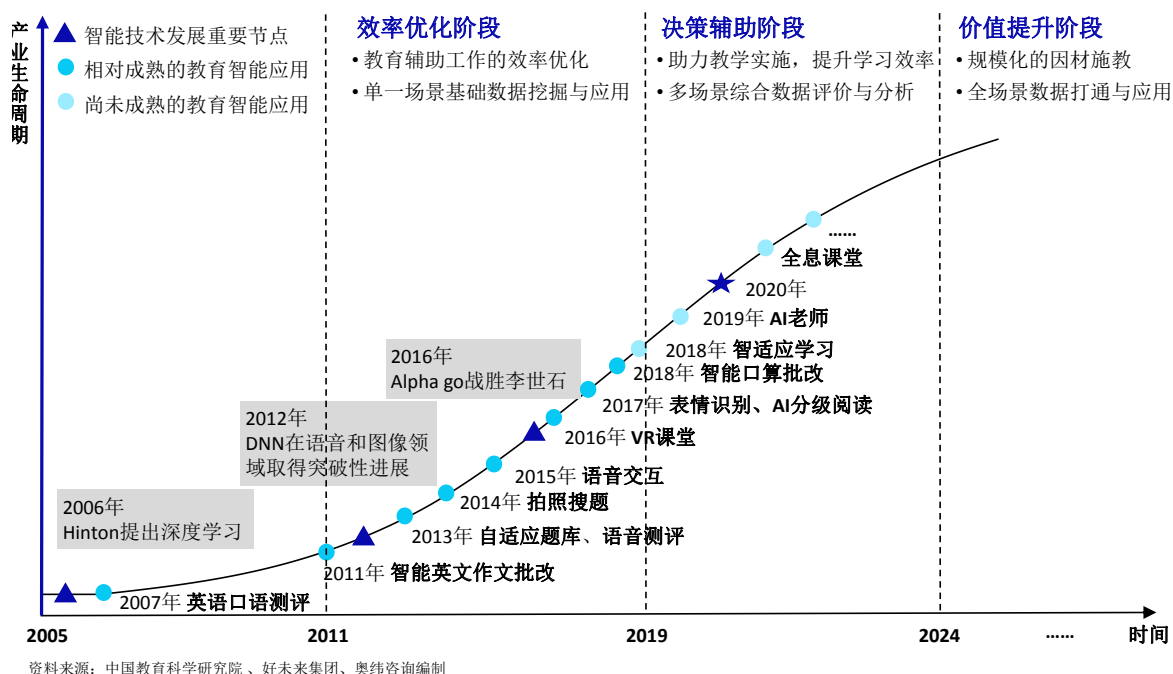 产业生命周期
智能技术发展重要节点
相对成熟的教育智能应用
尚未成熟的教育智能应用
效率优化阶段
• 教育辅助工作的效率优化
• 单一场景基础数据挖掘与应用
决策辅助阶段
• 助力教学实施，提升学习效率
• 多场景综合数据评价与分析
价值提升阶段
• 规模化的因材施教
• 全场景数据打通与应用
……
全息课堂
2020年
2019年 AI老师
2018年 智适应学习
2018年 智能口算批改
2017年 表情识别、AI分级阅读
2016年 VR课堂
2015年 语音交互
2014年 拍照搜题
2013年 自适应题库、语音测评
2011年 智能英文作文批改
2007年 英语口语测评
2016年
Alpha go战胜李世石
2012年
DNN在语音和图像领
域取得突破性进展
2006年
Hinton提出深度学习
2005
2011
2019
2024
……
时间
资料来源：中国教育科学研究院 、好未来集团、奥纬咨询编制